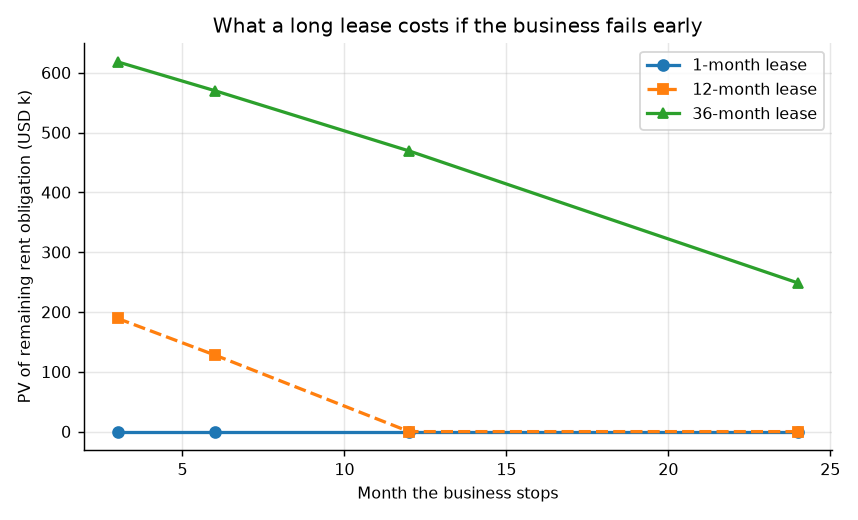 What a long lease costs if the business fails early
1-month lease
12-month lease
36-month lease
PV of remaining rent obligation (USD k)
600
500
400
300
200
100
0
5
10
15
20
25
Month the business stops